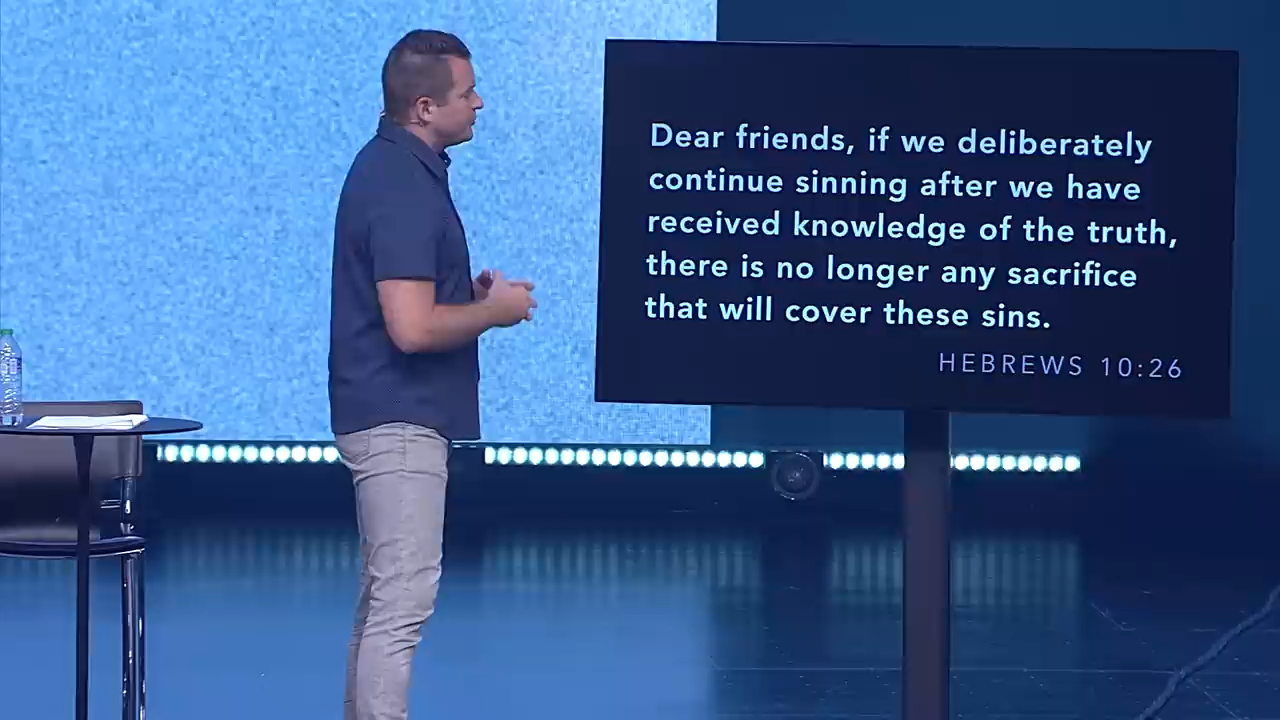 Dear friends, if we deliberately
continue sinning after we have
received knowledge of the truth,
there is no longer any sacrifice
that will cover these sins.
HEBREWS 10:26